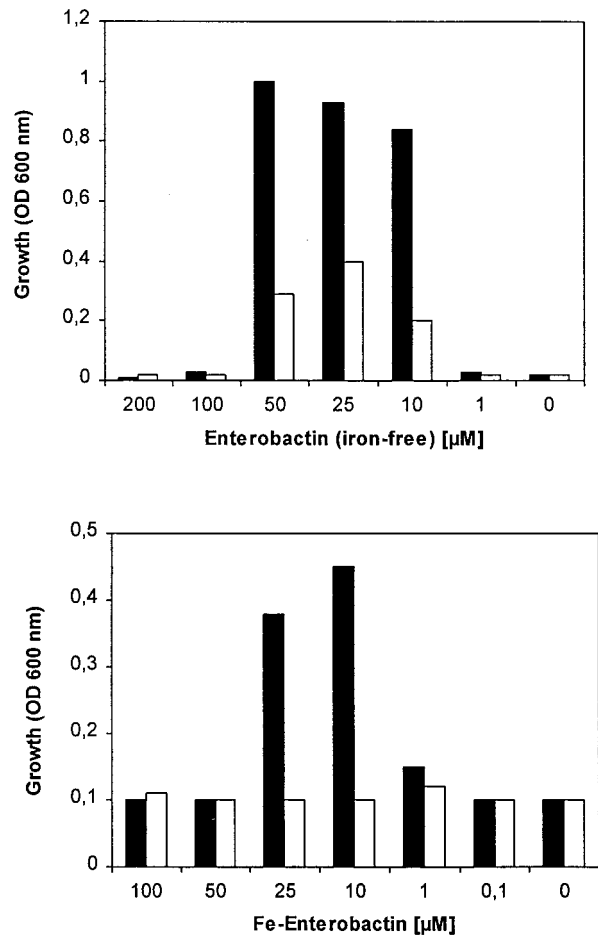 1,2
1
0,8
0,6
0,4
0,2
0
Growth (OD 600 nm)
200 100 50 25 10 1 0
Enterobactin (iron-free) [µM]
0,5
0,4
0,3
0,2
0,1
0
Growth (OD 600 nm)
100 50 25 10 1 0,1 0
Fe-Enterobactin [µM]